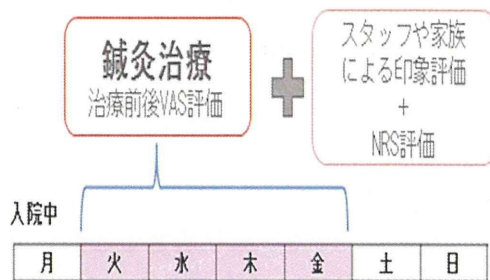 鍼灸治療
治療前後VAS評価
スタッフや家族
による印象評価
+
NRS評価
入院中
月 火 水 木 金 土 日